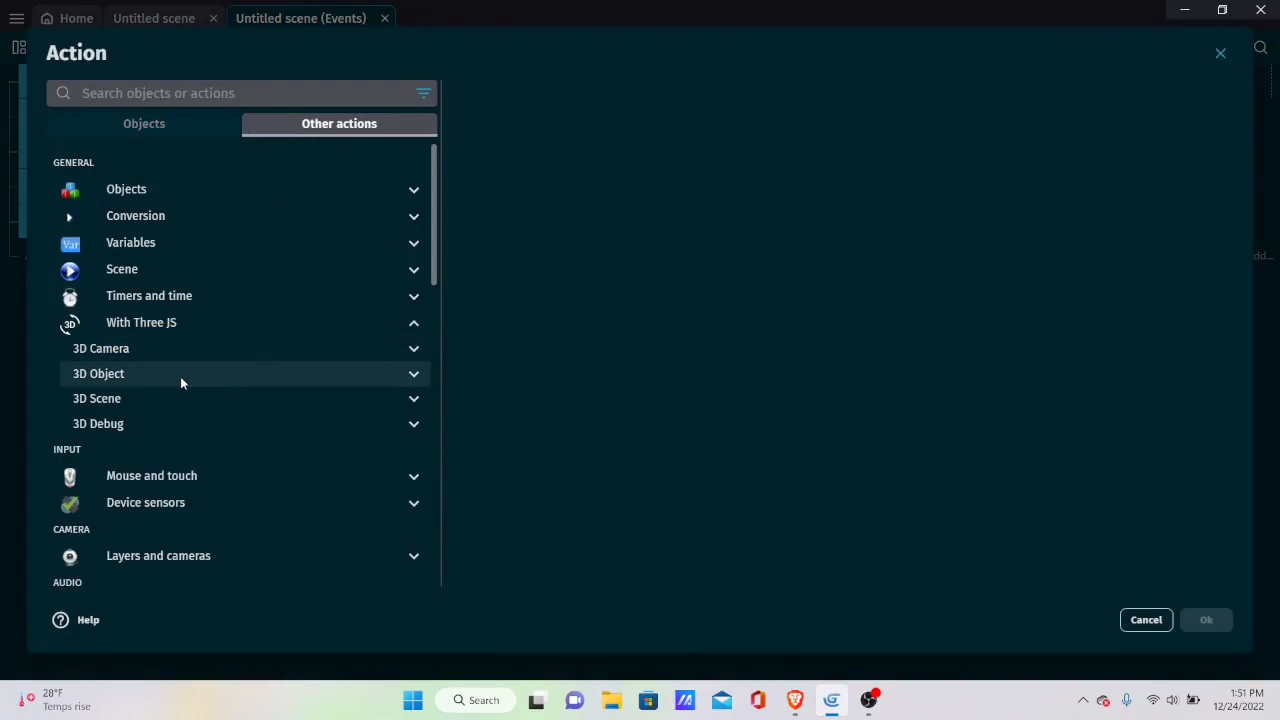 Home
Untitled scene
Untitled scene (Events)
Action
Search objects or actions
Objects
Other actions
GENERAL
Objects
Conversion
Var
Variables
Scene
Timers and time
3D
With Three JS
3D Camera
3D Object
3D Scene
3D Debug
INPUT
Mouse and touch
Device sensors
CAMERA
Layers and cameras
AUDIO
dd...
Help
Cancel
Ok
28°F
Temps rise...
Search
1:51 PM
12/24/2022